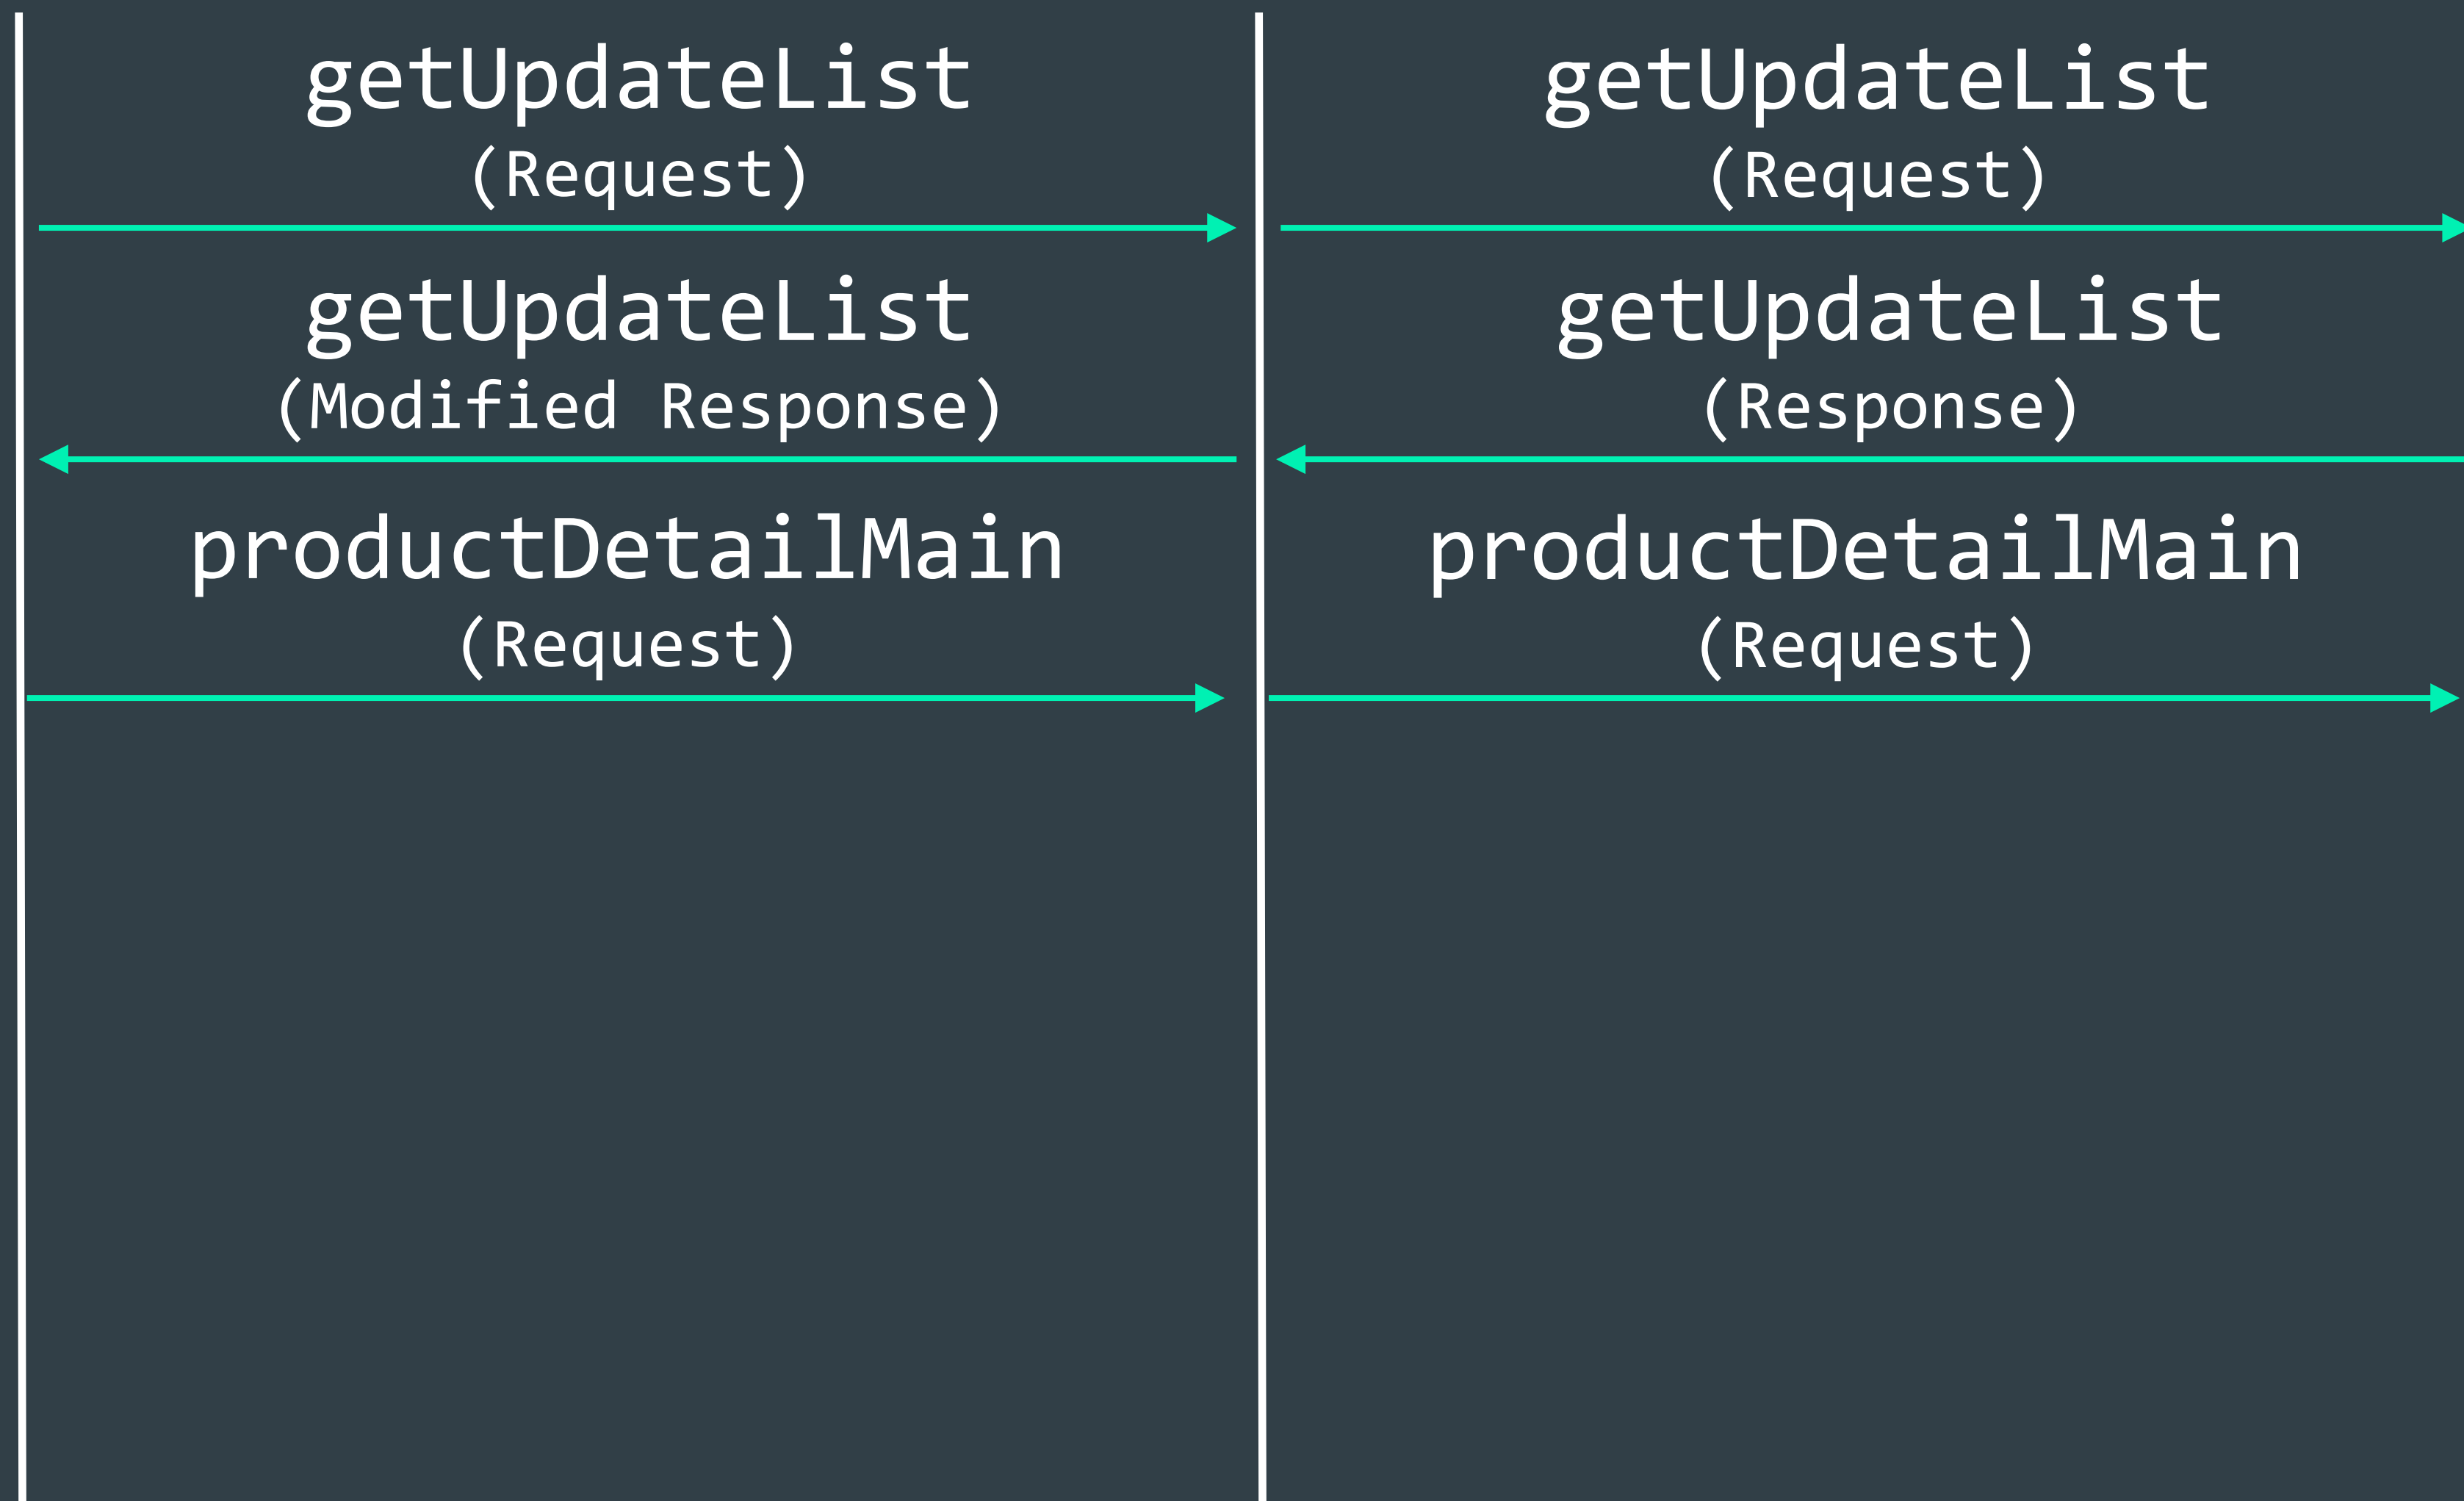 getUpdateList
(Request)
getUpdateList
(Request)
getUpdateList
(Modified Response)
getUpdateList
(Response)
productDetailMain
(Request)
productDetailMain
(Request)